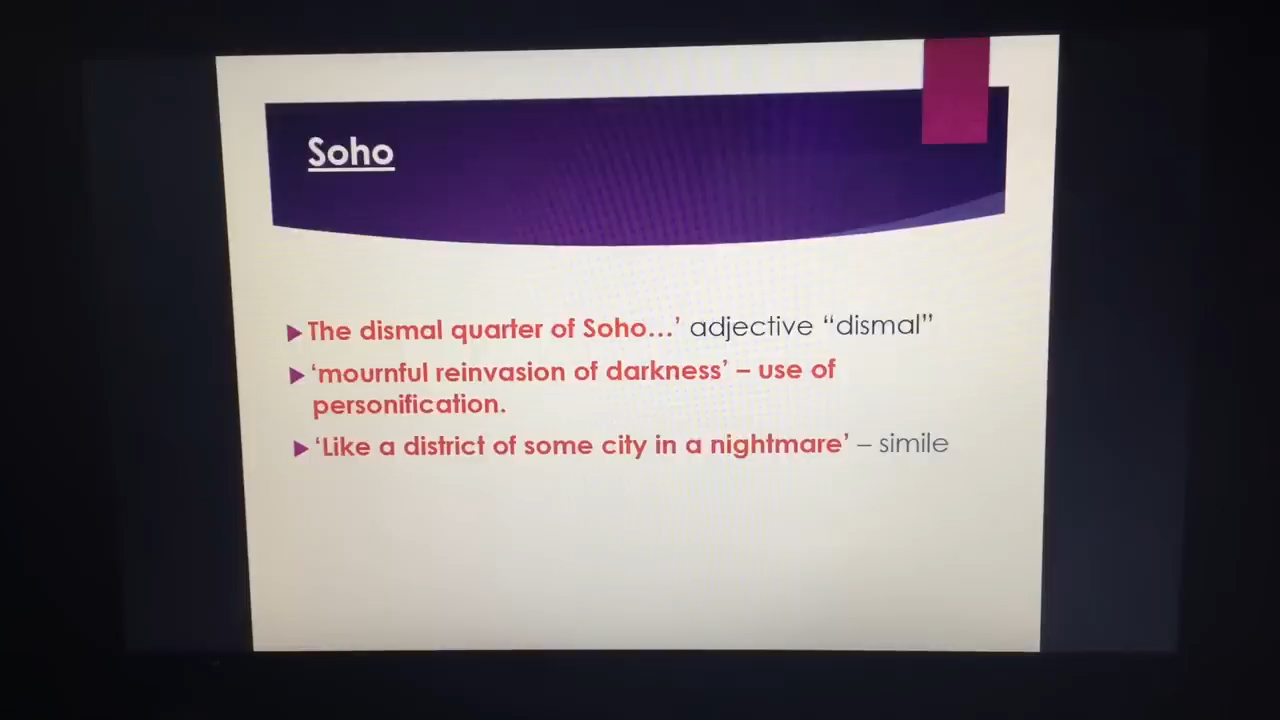 Soho
The dismal quarter of Soho...’ adjective “dismal”
‘mournful reinvasion of darkness’ – use of
personification.
‘Like a district of some city in a nightmare’ – simile